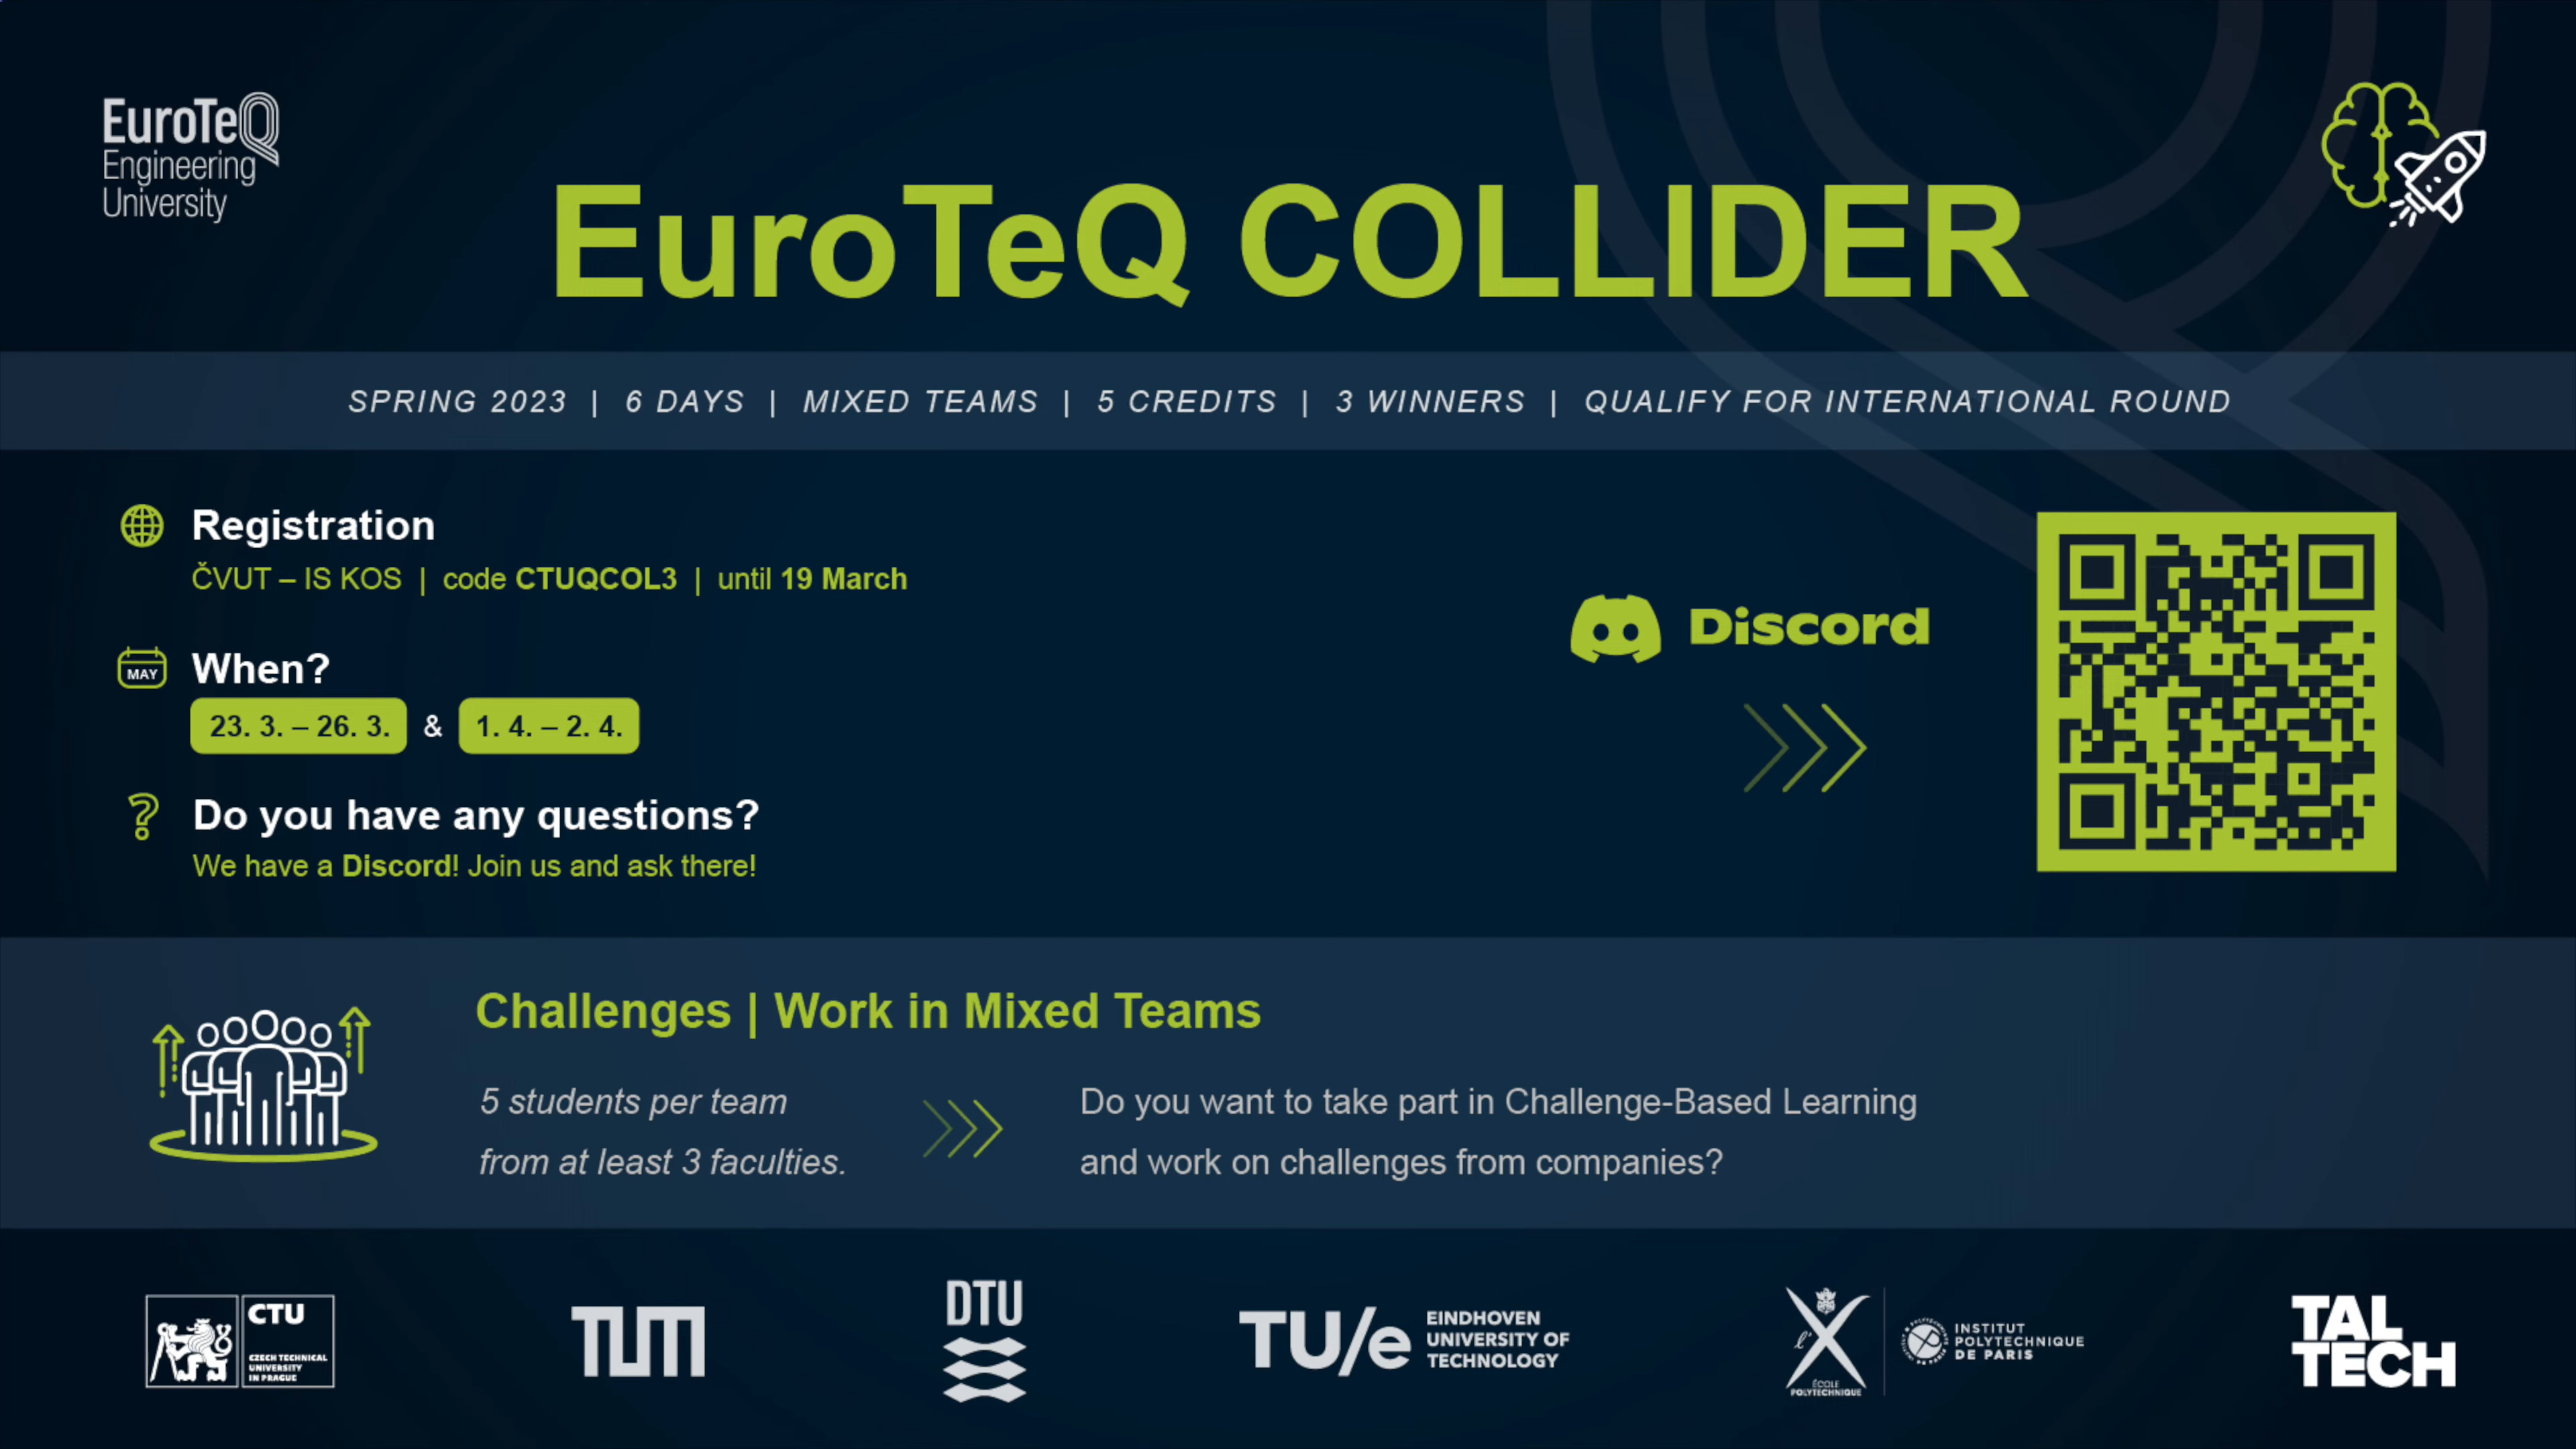 EuroTeQ
Engineering
University
EuroTeQ COLLIDER
SPRING 2023 | 6 DAYS | MIXED TEAMS | 5 CREDITS | 3 WINNERS | QUALIFY FOR INTERNATIONAL ROUND
Registration
ČVUT – IS KOS | code CTUQCOL3 | until 19 March
MAY
When?
23. 3. – 26. 3. & 1. 4. – 2. 4.
Do you have any questions?
We have a Discord! Join us and ask there!
Discord
Challenges | Work in Mixed Teams
5 students per team
from at least 3 faculties.
Do you want to take part in Challenge-Based Learning
and work on challenges from companies?
CTU
CZECH TECHNICAL
UNIVERSITY
IN PRAGUE
TUM
DTU
TU/e
EINDHOVEN
UNIVERSITY OF
TECHNOLOGY
l'X
ÉCOLE
POLYTECHNIQUE
INSTITUT
POLYTECHNIQUE
DE PARIS
TAL
TECH